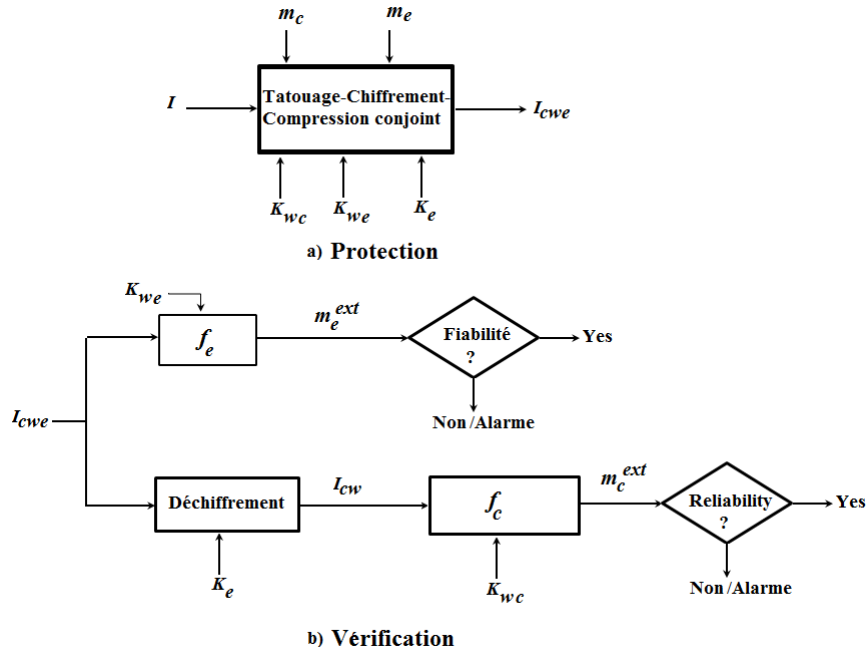 m_c
m_e
I
Tatouage-Chiffrement-
Compression conjoint
I_cwe
K_wc
K_we
K_e
a) Protection
K_we
f_e
m_e^ext
Fiabilité
?
Yes
Non/Alarme
I_cwe
Déchiffrement
I_cw
f_c
m_c^ext
Reliability
?
Yes
K_e
K_wc
Non/Alarme
b) Vérification